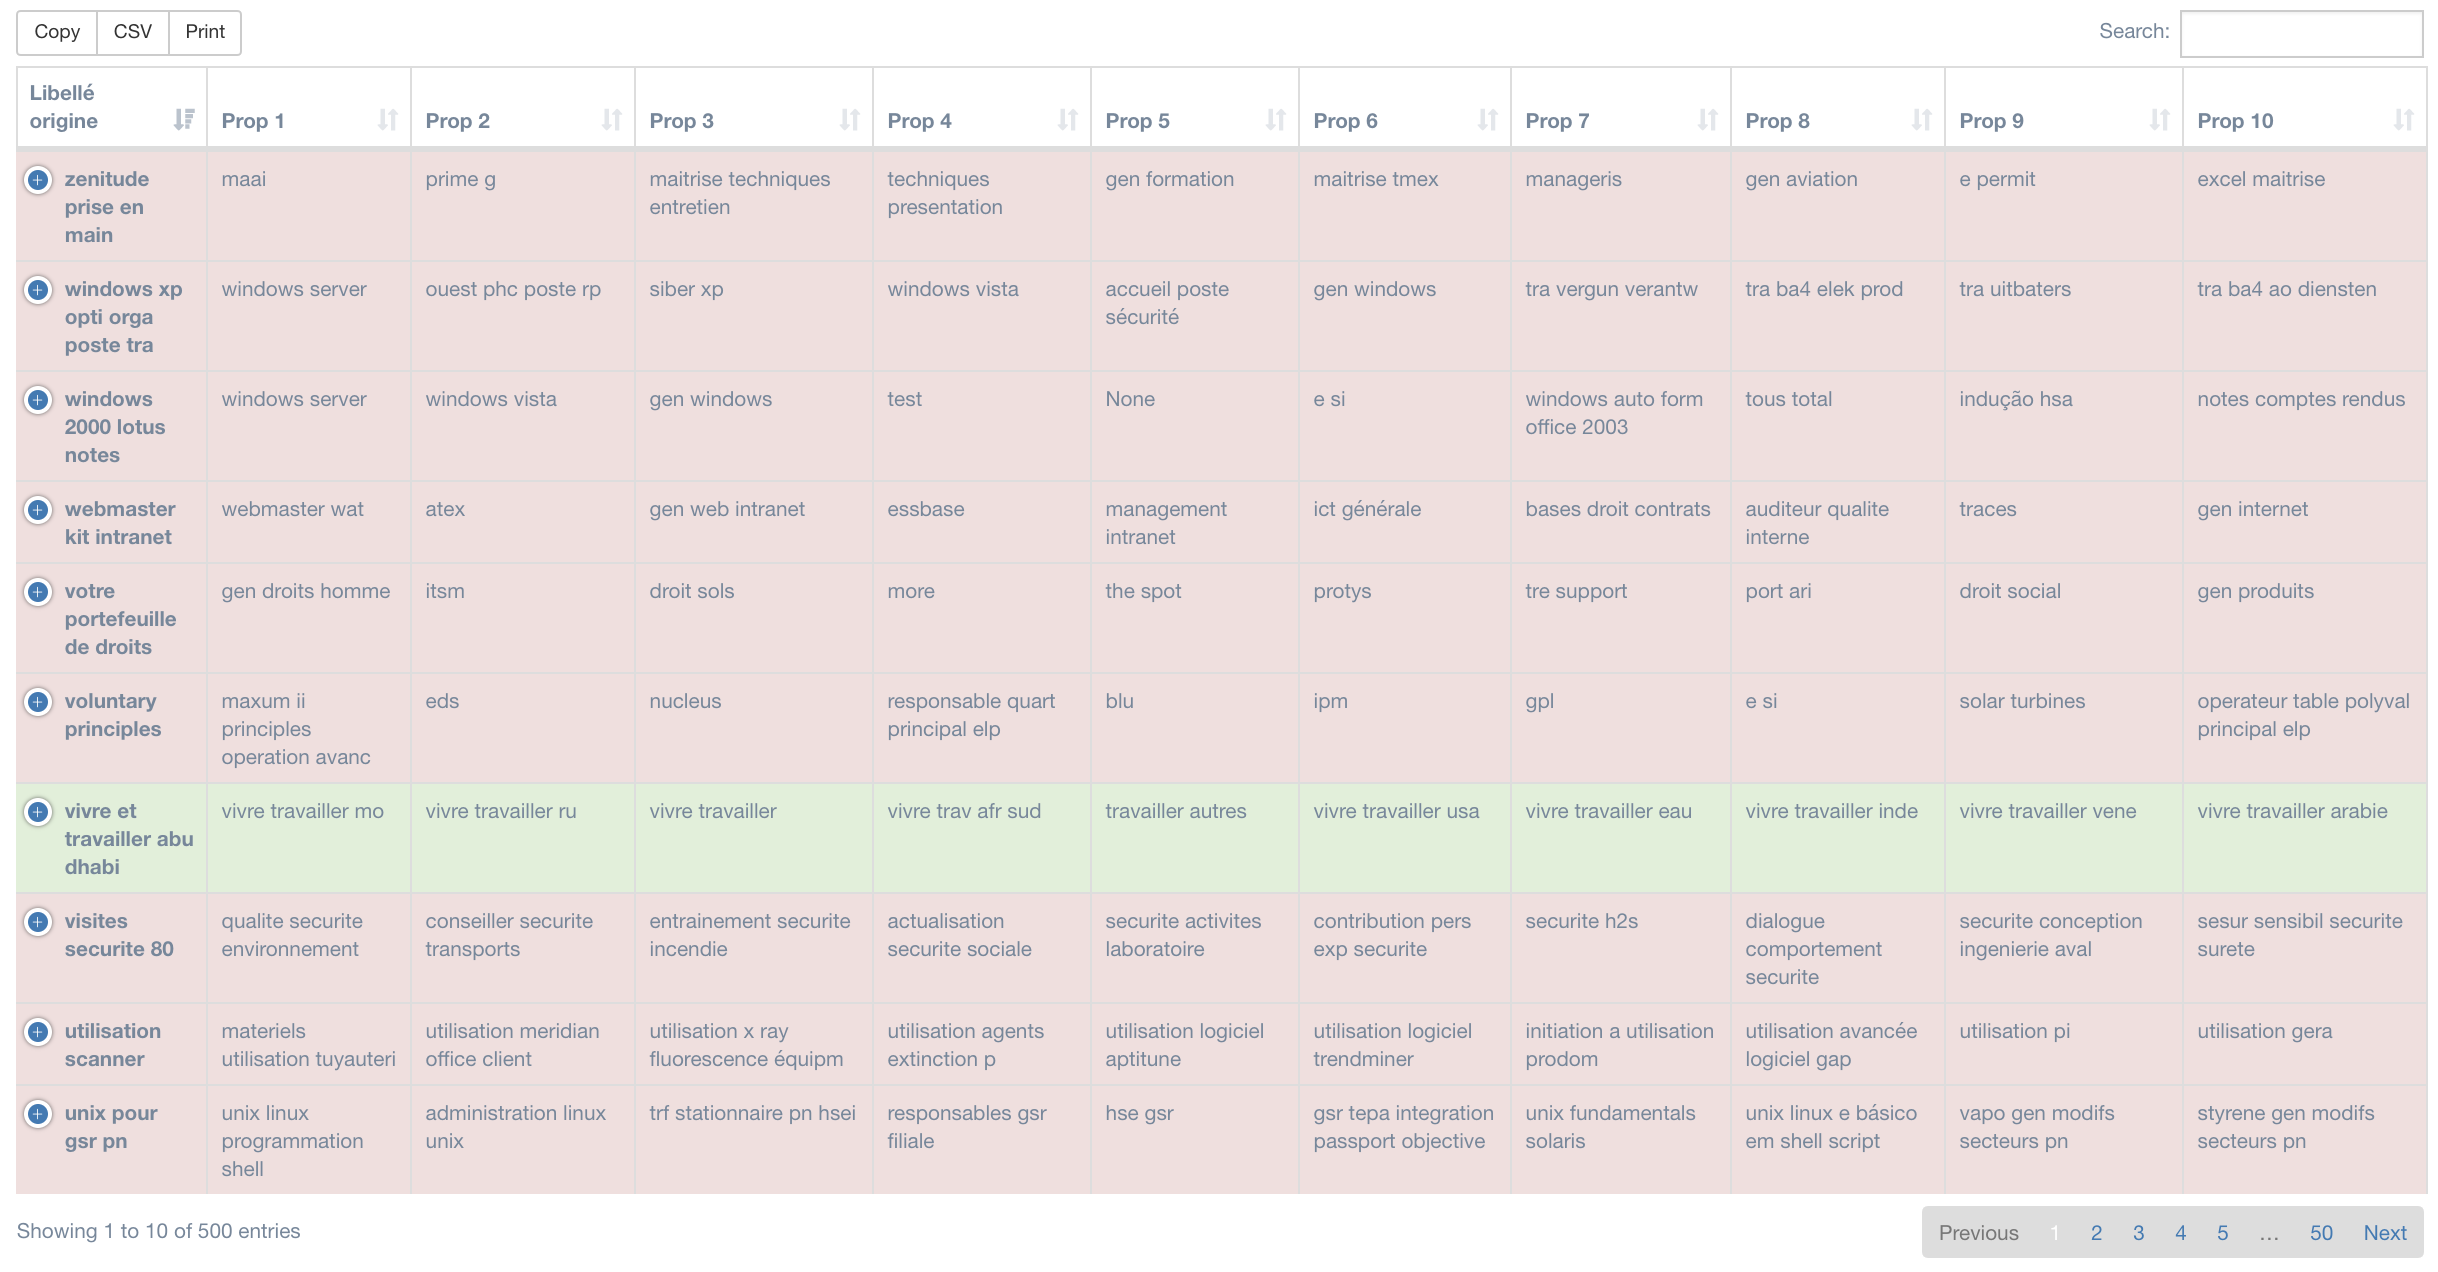 Copy CSV Print Search:
Libellé
origine Prop 1 Prop 2 Prop 3 Prop 4 Prop 5 Prop 6 Prop 7 Prop 8 Prop 9 Prop 10
zenitude maai prime g maitrise techniques techniques gen formation maitrise tmex manageris gen aviation e permit excel maitrise
prise en entretien presentation
main
windows xp windows server ouest phc poste rp siber xp windows vista accueil poste gen windows tra vergun verantw tra ba4 elek prod tra uitbaters tra ba4 ao diensten
opti orga sécurité
poste tra
windows windows server windows vista gen windows test None e si windows auto form tous total indução hsa notes comptes rendus
2000 lotus office 2003
notes
webmaster webmaster wat atex gen web intranet essbase management ict générale bases droit contrats auditeur qualite traces gen internet
kit intranet intranet interne
votre gen droits homme itsm droit sols more the spot protys tre support port ari droit social gen produits
portefeuille
de droits
voluntary maxum ii eds nucleus responsable quart blu ipm gpl e si solar turbines operateur table polyval
principles principles principal elp principal elp
operation avanc
vivre et vivre travailler mo vivre travailler ru vivre travailler vivre trav afr sud travailler autres vivre travailler usa vivre travailler eau vivre travailler inde vivre travailler vene vivre travailler arabie
travailler abu
dhabi
visites qualite securite conseiller securite entrainement securite actualisation securite activites contribution pers securite h2s dialogue securite conception sesur sensibil securite
securite 80 environnement transports incendie securite sociale laboratoire exp securite comportement ingenierie aval surete
securite
utilisation materiels utilisation meridian utilisation x ray utilisation agents utilisation logiciel utilisation logiciel initiation a utilisation utilisation avancée utilisation pi utilisation gera
scanner utilisation tuyauteri office client fluorescence équipm extinction p aptitune trendminer prodom logiciel gap
unix pour unix linux administration linux trf stationnaire pn hsei responsables gsr hse gsr gsr tepa integration unix fundamentals unix linux e básico vapo gen modifs styrene gen modifs
gsr pn programmation unix filiale passport objective solaris em shell script secteurs pn secteurs pn
shell
Showing 1 to 10 of 500 entries Previous 1 2 3 4 5 … 50 Next